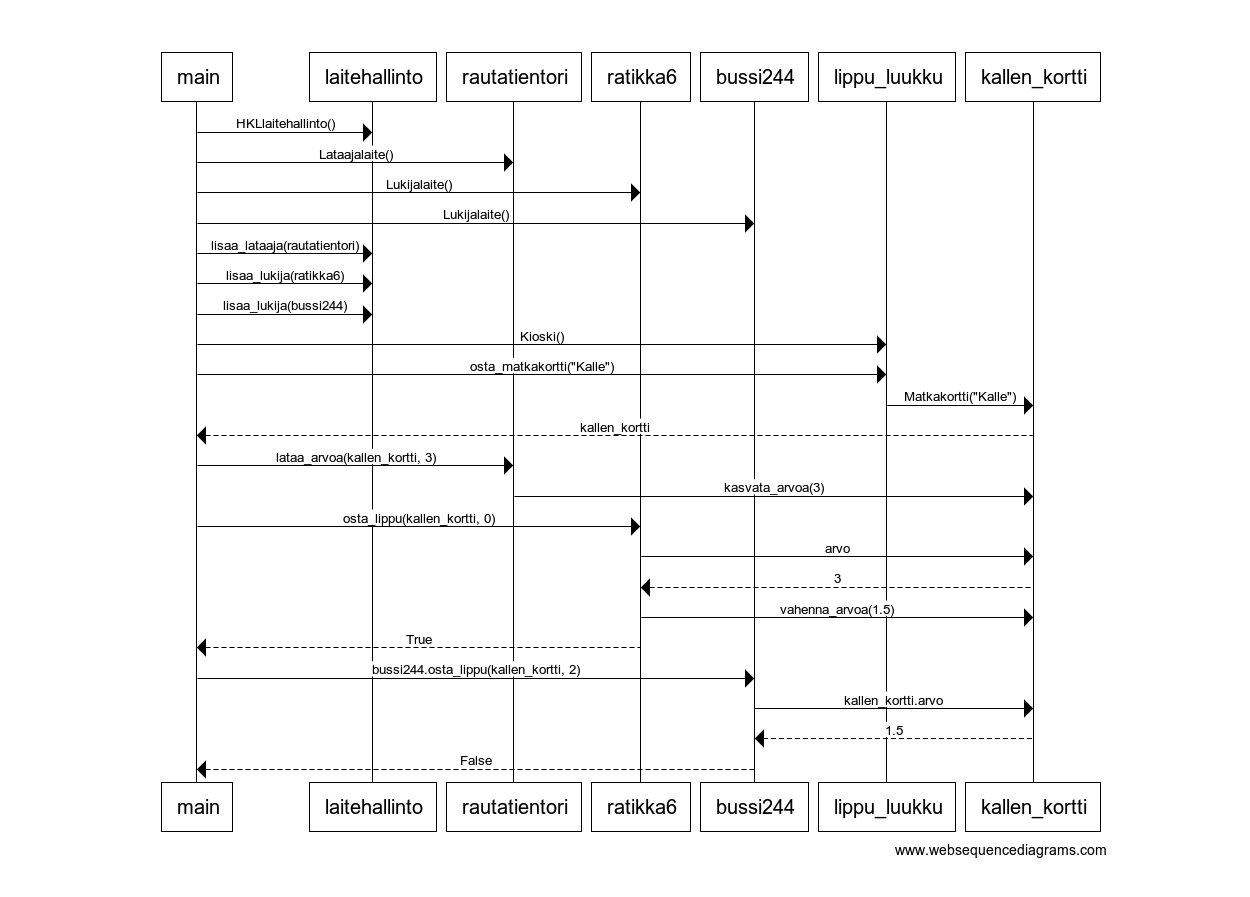 main laitehallinto rautatientori ratikka6 bussi244 lippu_luukku kallen_kortti
HKLlaitehallinto()
Lataajalaite()
Lukijalaite()
Lukijalaite()
lisaa_lataaja(rautatientori)
lisaa_lukija(ratikka6)
lisaa_lukija(bussi244)
Kioski()
osta_matkakortti("Kalle")
Matkakortti("Kalle")
kallen_kortti
lataa_arvoa(kallen_kortti, 3)
kasvata_arvoa(3)
osta_lippu(kallen_kortti, 0)
arvo
3
vahenna_arvoa(1.5)
True
bussi244.osta_lippu(kallen_kortti, 2)
kallen_kortti.arvo
1.5
False
main laitehallinto rautatientori ratikka6 bussi244 lippu_luukku kallen_kortti
www.websequencediagrams.com